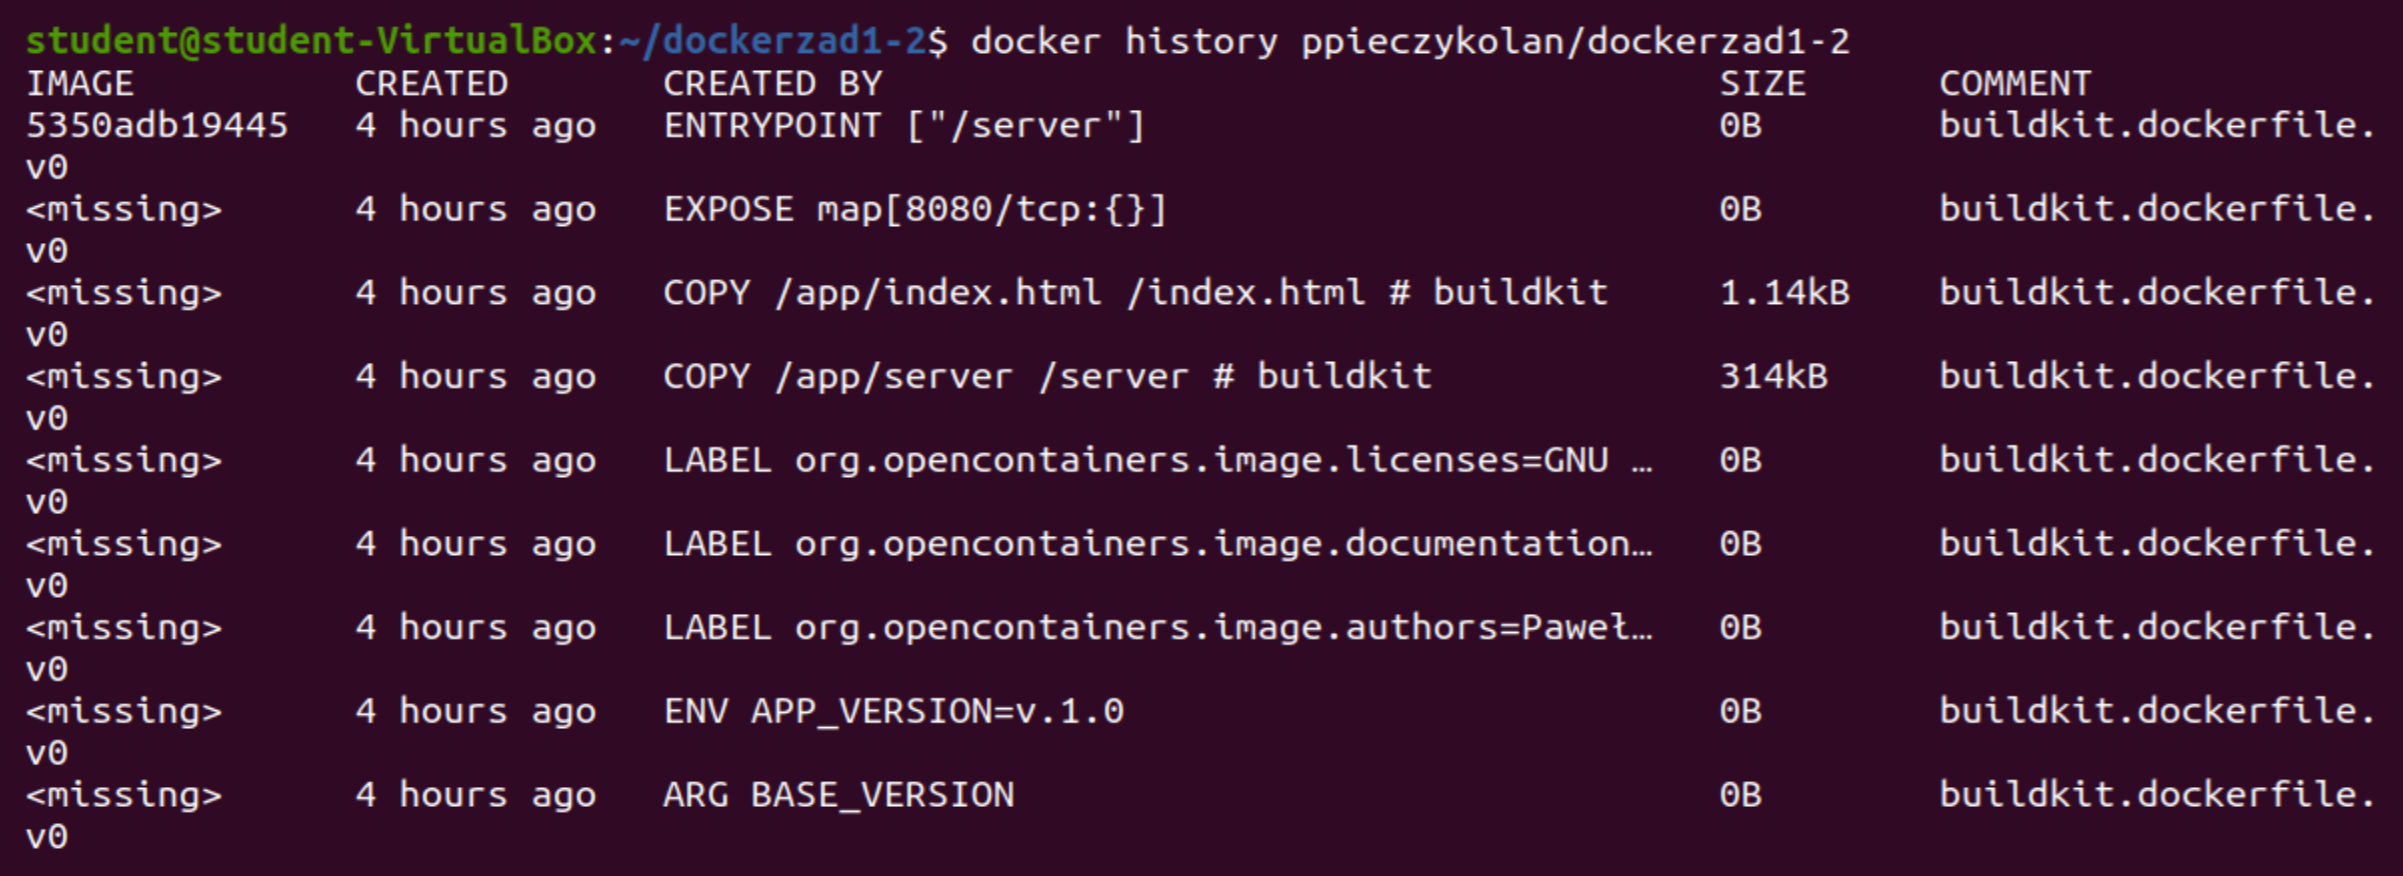 student@student-VirtualBox:~/dockerzad1-2$ docker history ppieczykolan/dockerzad1-2
IMAGE CREATED CREATED BY SIZE COMMENT
5350adb19445 4 hours ago ENTRYPOINT ["/server"] 0B buildkit.dockerfile.
v0
<missing> 4 hours ago EXPOSE map[8080/tcp:{}] 0B buildkit.dockerfile.
v0
<missing> 4 hours ago COPY /app/index.html /index.html # buildkit 1.14kB buildkit.dockerfile.
v0
<missing> 4 hours ago COPY /app/server /server # buildkit 314kB buildkit.dockerfile.
v0
<missing> 4 hours ago LABEL org.opencontainers.image.licenses=GNU … 0B buildkit.dockerfile.
v0
<missing> 4 hours ago LABEL org.opencontainers.image.documentation… 0B buildkit.dockerfile.
v0
<missing> 4 hours ago LABEL org.opencontainers.image.authors=Paweł… 0B buildkit.dockerfile.
v0
<missing> 4 hours ago ENV APP_VERSION=v.1.0 0B buildkit.dockerfile.
v0
<missing> 4 hours ago ARG BASE_VERSION 0B buildkit.dockerfile.
v0